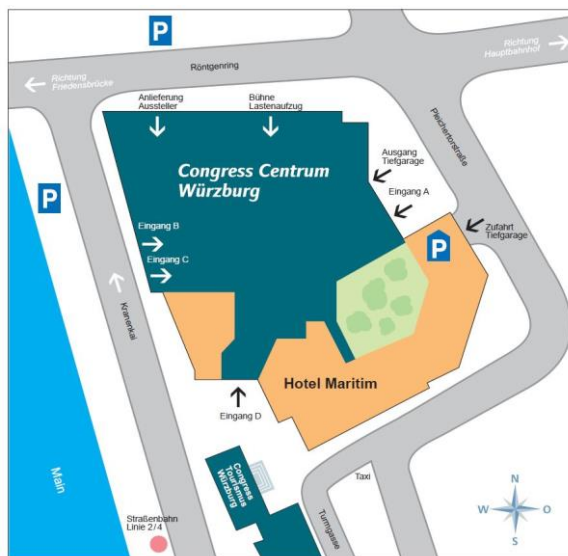 P
Richtung
Hauptbahnhof
Röntgenring
Richtung
Friedensbrücke
Anlieferung
Aussteller
Bühne
Lastenaufzug
Pleichertorstraße
Congress Centrum
Würzburg
Ausgang
Tiefgarage
Eingang A
P
Eingang B
Eingang C
P
Zufahrt
Tiefgarage
Kranenkai
Hotel Maritim
Eingang D
Main
Congress
Tourismus
Würzburg
Taxi
Straßenbahn
Linie 2/4
Turmgasse
N
W
O
S